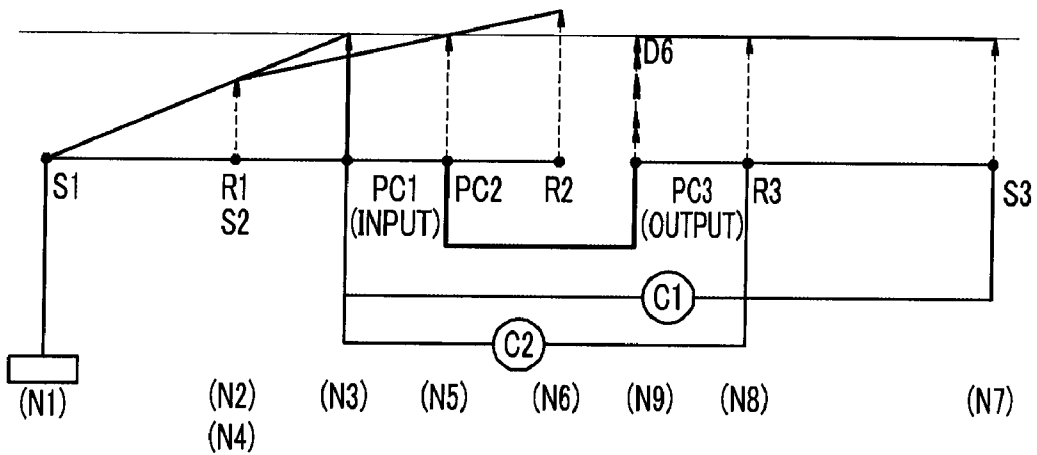 D6
S1 R1 PC1 PC2 R2 PC3 R3 S3
S2 (INPUT) (OUTPUT)
C1
C2
(N1) (N2) (N3) (N5) (N6) (N9) (N8) (N7)
(N4)